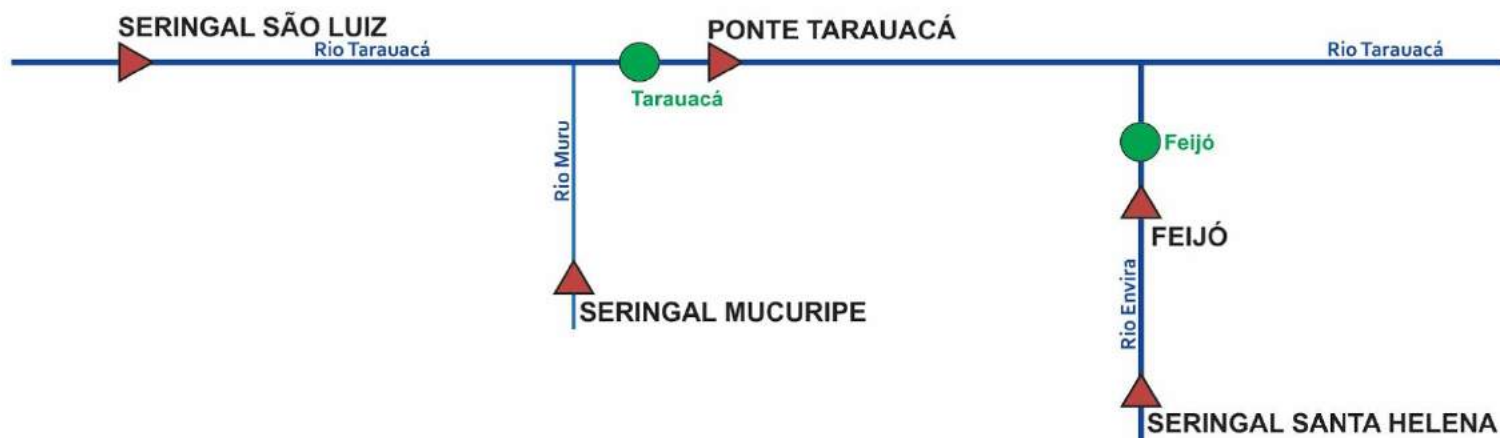 SERINGAL SÃO LUIZ
PONTE TARAUACÁ
Rio Tarauacá
Rio Tarauacá
Tarauacá
Feijó
Rio Muru
FEIJÓ
Rio Envira
SERINGAL MUCURIPE
SERINGAL SANTA HELENA